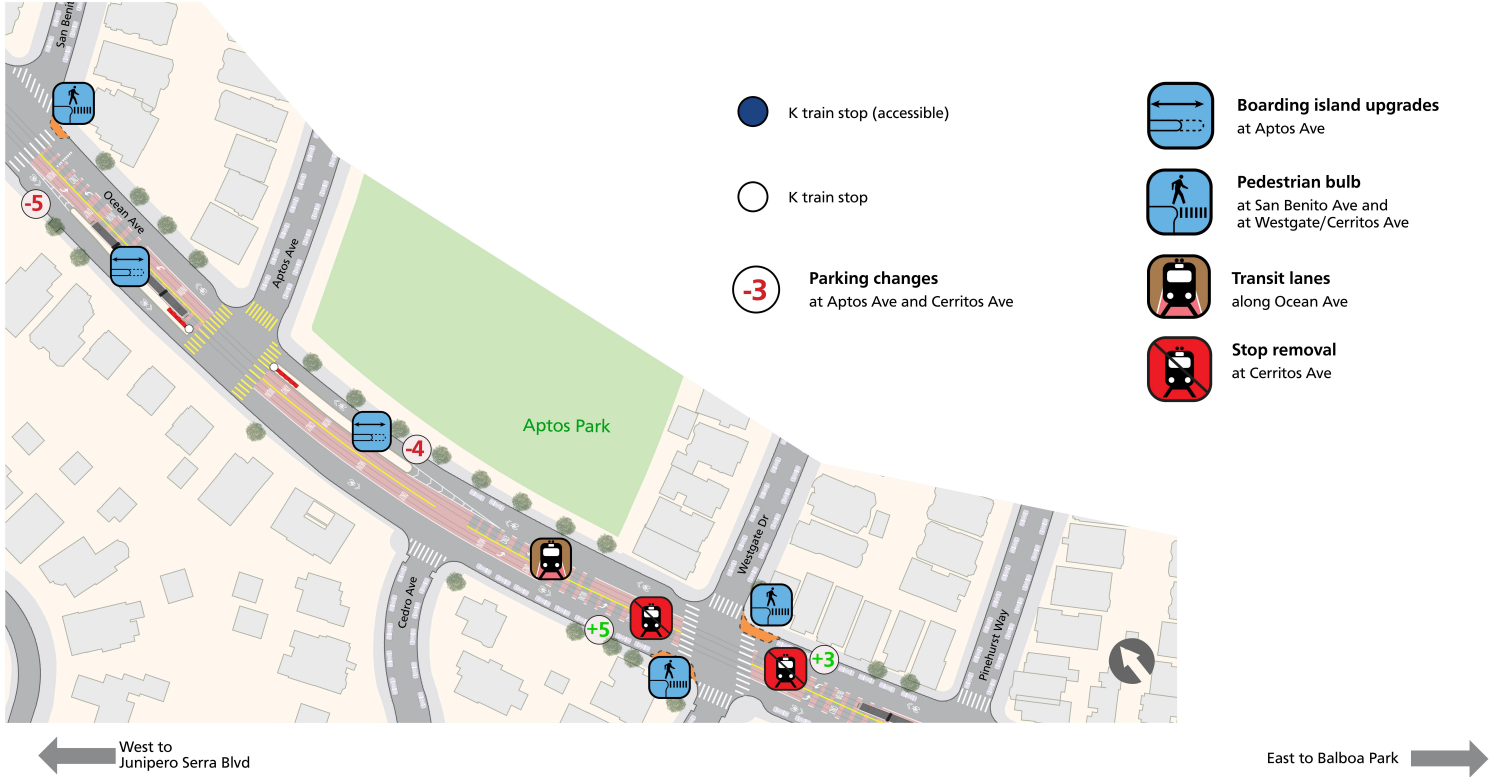 San Benit
-5
Ocean Ave
Aptos Ave
Aptos Park
-4
Westgate Dr
Cedro Ave
+5
+3
Pinehurst Way
K train stop (accessible)
K train stop
-3
Parking changes
at Aptos Ave and Cerritos Ave
Boarding island upgrades
at Aptos Ave
Pedestrian bulb
at San Benito Ave and
at Westgate/Cerritos Ave
Transit lanes
along Ocean Ave
Stop removal
at Cerritos Ave
West to
Junipero Serra Blvd
East to Balboa Park